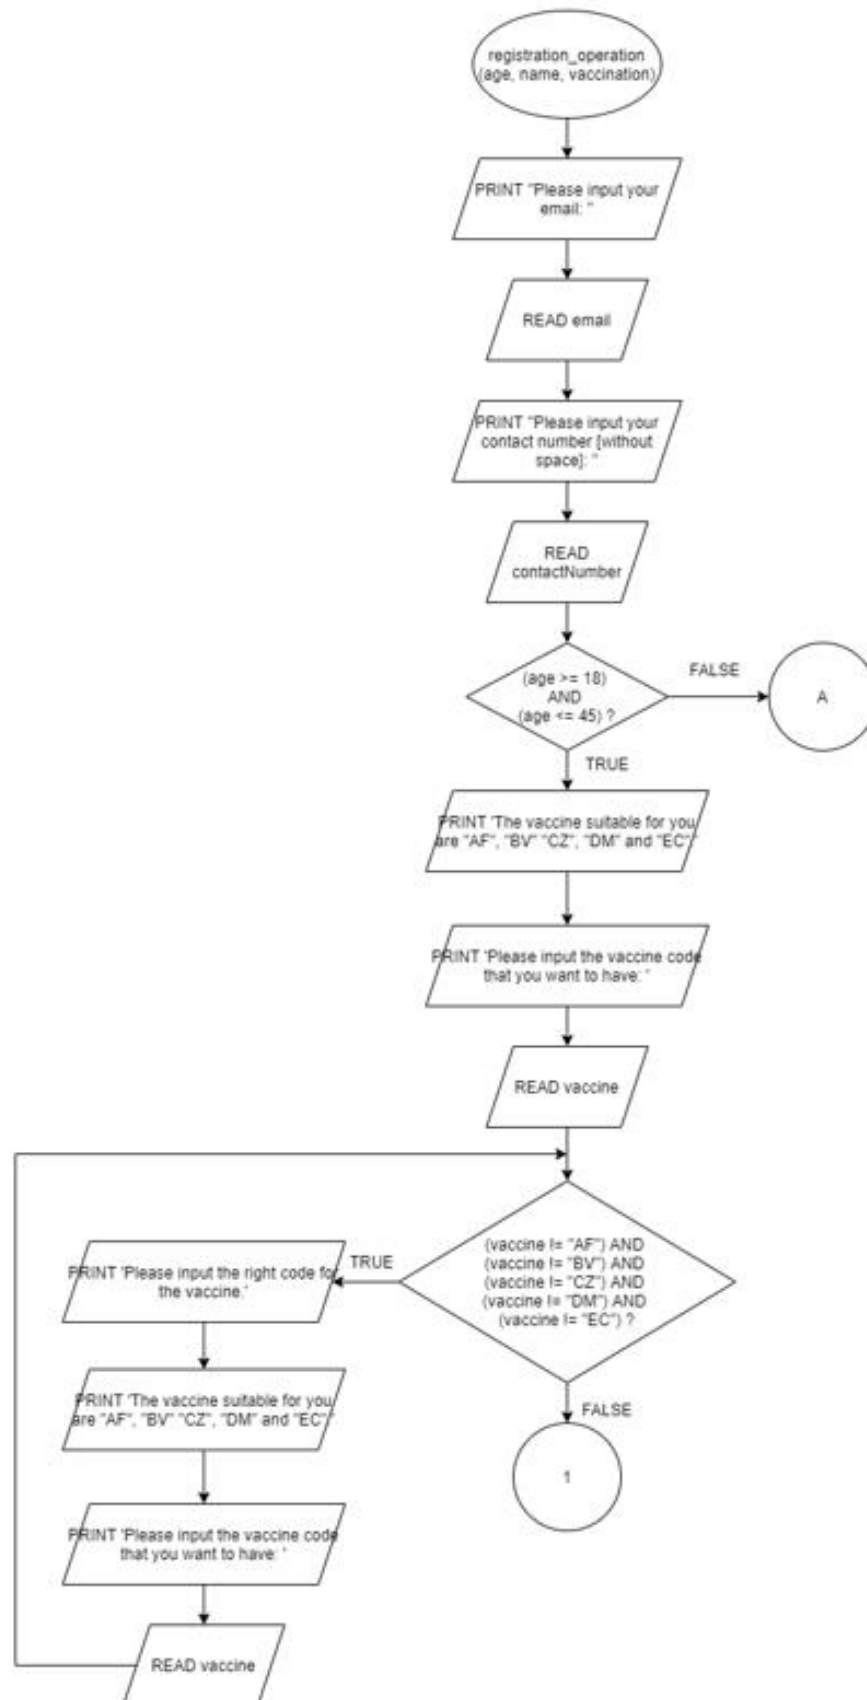 registration_operation
(age, name, vaccination)
PRINT "Please input your
email: "
READ email
PRINT "Please input your
contact number [without
space]: "
READ
contactNumber
(age >= 18)
AND
(age <= 45) ?
FALSE
A
TRUE
PRINT 'The vaccine suitable for you
are "AF", "BV" "CZ", "DM" and "EC".'
PRINT 'Please input the vaccine code
that you want to have: '
READ vaccine
(vaccine != "AF") AND
(vaccine != "BV") AND
(vaccine != "CZ") AND
(vaccine != "DM") AND
(vaccine != "EC") ?
TRUE
PRINT 'Please input the right code for
the vaccine.'
FALSE
1
PRINT 'The vaccine suitable for you
are "AF", "BV" "CZ", "DM" and "EC".'
PRINT 'Please input the vaccine code
that you want to have: '
READ vaccine